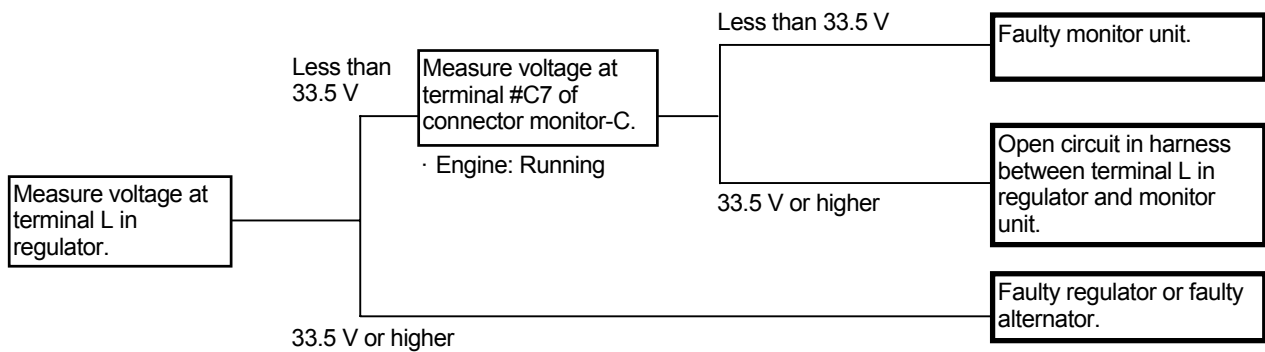 Measure voltage at
terminal L in
regulator.
Less than
33.5 V
Measure voltage at
terminal #C7 of
connector monitor-C.
· Engine: Running
Less than 33.5 V
Faulty monitor unit.
33.5 V or higher
Open circuit in harness
between terminal L in
regulator and monitor
unit.
33.5 V or higher
Faulty regulator or faulty
alternator.